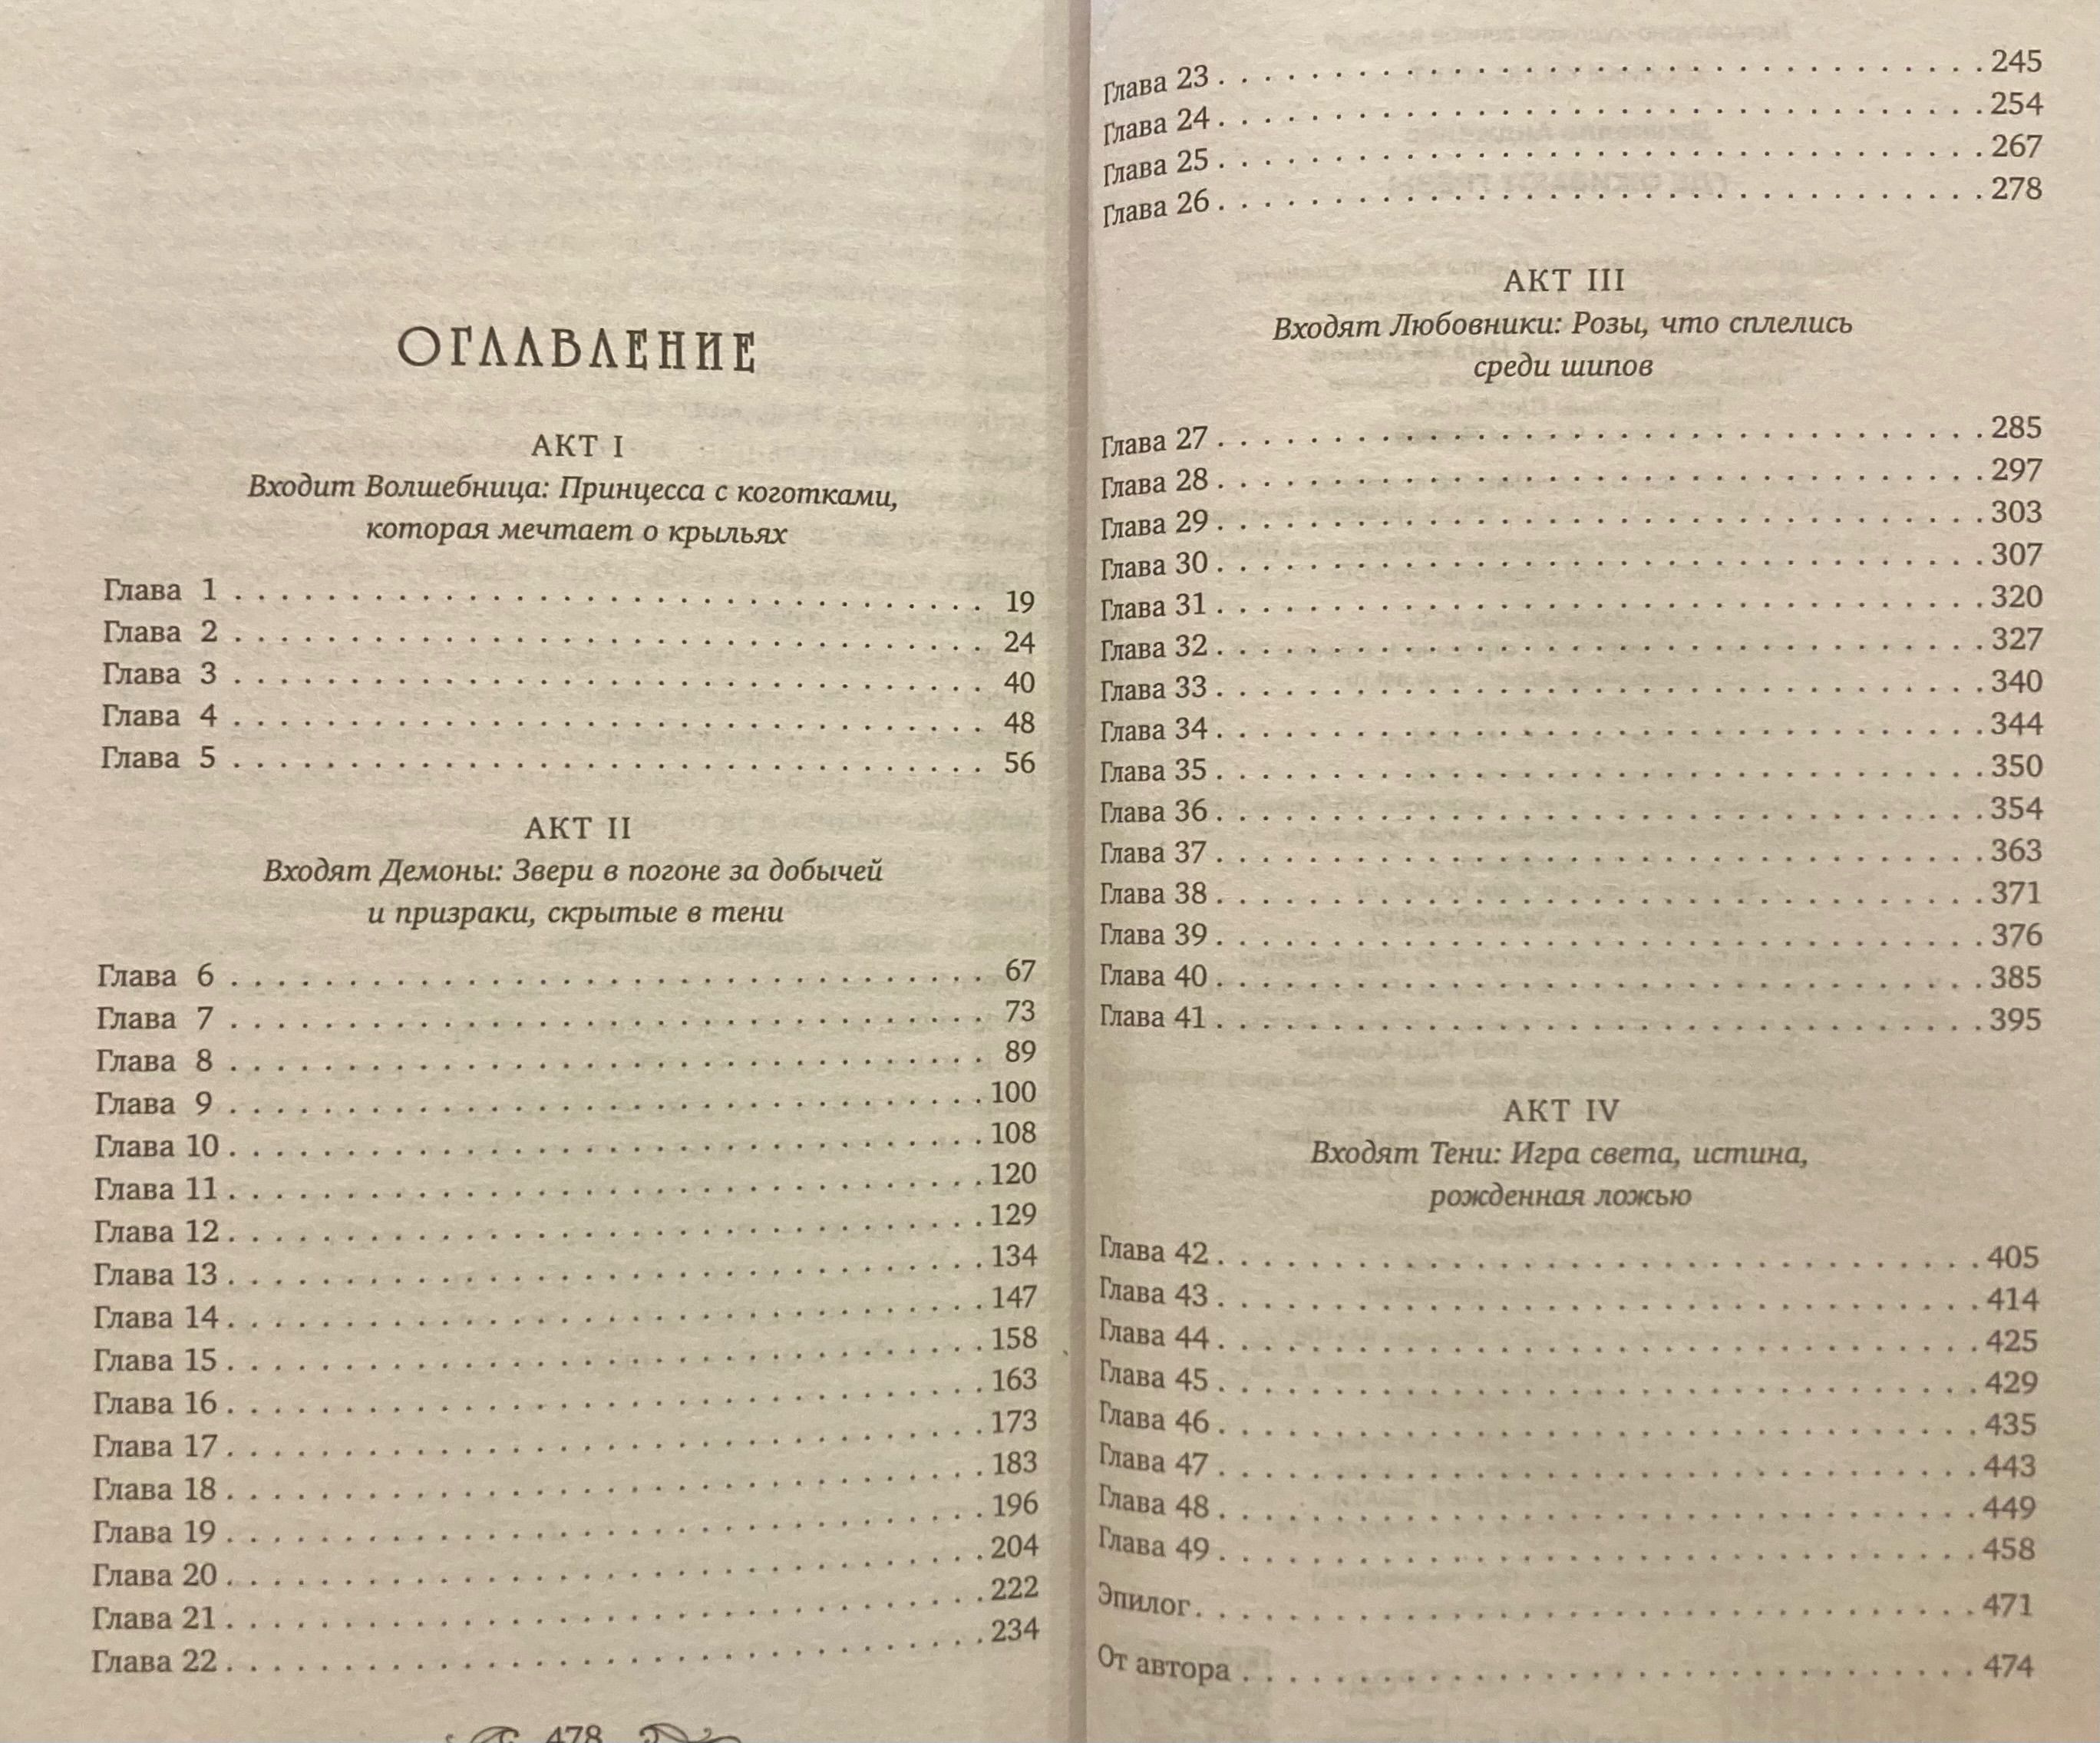 ОГЛАВЛЕНИЕ
АКТ I
Входит Волшебница: Принцесса с коготками,
которая мечтает о крыльях
Глава 1 . . . . . . . . . . . . . . . . . . . . . . . . . . . . . . . . 19
Глава 2 . . . . . . . . . . . . . . . . . . . . . . . . . . . . . . . . 24
Глава 3 . . . . . . . . . . . . . . . . . . . . . . . . . . . . . . . . 40
Глава 4 . . . . . . . . . . . . . . . . . . . . . . . . . . . . . . . . 48
Глава 5 . . . . . . . . . . . . . . . . . . . . . . . . . . . . . . . . 56
АКТ II
Входят Демоны: Звери в погоне за добычей
и призраки, скрытые в тени
Глава 6 . . . . . . . . . . . . . . . . . . . . . . . . . . . . . . . . 67
Глава 7 . . . . . . . . . . . . . . . . . . . . . . . . . . . . . . . . 73
Глава 8 . . . . . . . . . . . . . . . . . . . . . . . . . . . . . . . . 89
Глава 9 . . . . . . . . . . . . . . . . . . . . . . . . . . . . . . . . 100
Глава 10 . . . . . . . . . . . . . . . . . . . . . . . . . . . . . . . . 108
Глава 11 . . . . . . . . . . . . . . . . . . . . . . . . . . . . . . . . 120
Глава 12 . . . . . . . . . . . . . . . . . . . . . . . . . . . . . . . . 129
Глава 13 . . . . . . . . . . . . . . . . . . . . . . . . . . . . . . . . 134
Глава 14 . . . . . . . . . . . . . . . . . . . . . . . . . . . . . . . . 147
Глава 15 . . . . . . . . . . . . . . . . . . . . . . . . . . . . . . . . 158
Глава 16 . . . . . . . . . . . . . . . . . . . . . . . . . . . . . . . . 163
Глава 17 . . . . . . . . . . . . . . . . . . . . . . . . . . . . . . . . 173
Глава 18 . . . . . . . . . . . . . . . . . . . . . . . . . . . . . . . . 183
Глава 19 . . . . . . . . . . . . . . . . . . . . . . . . . . . . . . . . 196
Глава 20 . . . . . . . . . . . . . . . . . . . . . . . . . . . . . . . . 204
Глава 21 . . . . . . . . . . . . . . . . . . . . . . . . . . . . . . . . 222
Глава 22 . . . . . . . . . . . . . . . . . . . . . . . . . . . . . . . . 234
478
Глава 23 . . . . . . . . . . . . . . . . . . . . . . . . . . . . . . . . 245
Глава 24 . . . . . . . . . . . . . . . . . . . . . . . . . . . . . . . . 254
Глава 25 . . . . . . . . . . . . . . . . . . . . . . . . . . . . . . . . 267
Глава 26 . . . . . . . . . . . . . . . . . . . . . . . . . . . . . . . . 278
АКТ III
Входят Любовники: Розы, что сплелись
среди шипов
Глава 27 . . . . . . . . . . . . . . . . . . . . . . . . . . . . . . . . 285
Глава 28 . . . . . . . . . . . . . . . . . . . . . . . . . . . . . . . . 297
Глава 29 . . . . . . . . . . . . . . . . . . . . . . . . . . . . . . . . 303
Глава 30 . . . . . . . . . . . . . . . . . . . . . . . . . . . . . . . . 307
Глава 31 . . . . . . . . . . . . . . . . . . . . . . . . . . . . . . . . 320
Глава 32 . . . . . . . . . . . . . . . . . . . . . . . . . . . . . . . . 327
Глава 33 . . . . . . . . . . . . . . . . . . . . . . . . . . . . . . . . 340
Глава 34 . . . . . . . . . . . . . . . . . . . . . . . . . . . . . . . . 344
Глава 35 . . . . . . . . . . . . . . . . . . . . . . . . . . . . . . . . 350
Глава 36 . . . . . . . . . . . . . . . . . . . . . . . . . . . . . . . . 354
Глава 37 . . . . . . . . . . . . . . . . . . . . . . . . . . . . . . . . 363
Глава 38 . . . . . . . . . . . . . . . . . . . . . . . . . . . . . . . . 371
Глава 39 . . . . . . . . . . . . . . . . . . . . . . . . . . . . . . . . 376
Глава 40 . . . . . . . . . . . . . . . . . . . . . . . . . . . . . . . . 385
Глава 41 . . . . . . . . . . . . . . . . . . . . . . . . . . . . . . . . 395
АКТ IV
Входят Тени: Игра света, истина,
рожденная ложью
Глава 42 . . . . . . . . . . . . . . . . . . . . . . . . . . . . . . . . 405
Глава 43 . . . . . . . . . . . . . . . . . . . . . . . . . . . . . . . . 414
Глава 44 . . . . . . . . . . . . . . . . . . . . . . . . . . . . . . . . 425
Глава 45 . . . . . . . . . . . . . . . . . . . . . . . . . . . . . . . . 429
Глава 46 . . . . . . . . . . . . . . . . . . . . . . . . . . . . . . . . 435
Глава 47 . . . . . . . . . . . . . . . . . . . . . . . . . . . . . . . . 443
Глава 48 . . . . . . . . . . . . . . . . . . . . . . . . . . . . . . . . 449
Глава 49 . . . . . . . . . . . . . . . . . . . . . . . . . . . . . . . . 458
Эпилог . . . . . . . . . . . . . . . . . . . . . . . . . . . . . . . . 471
От автора . . . . . . . . . . . . . . . . . . . . . . . . . . . . . . . 474